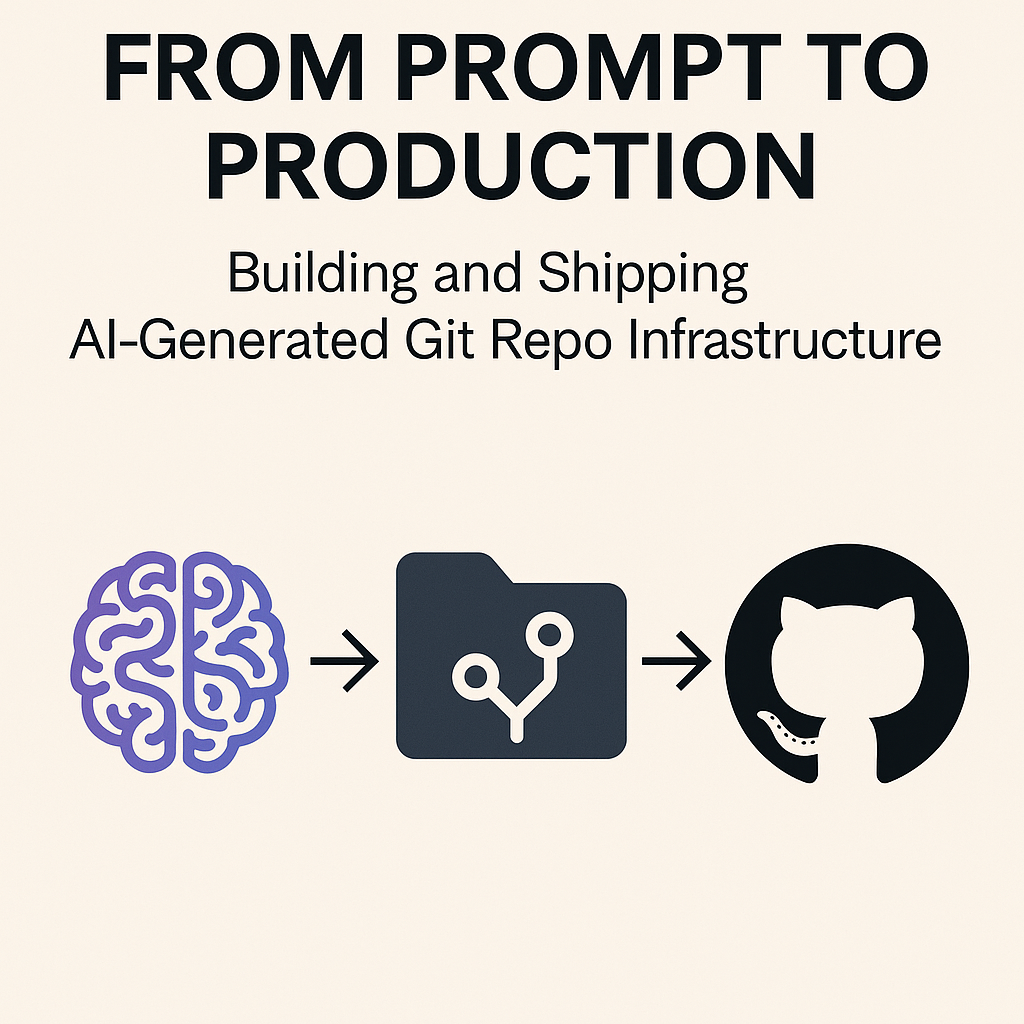 FROM PROMPT TO
PRODUCTION
Building and Shipping
AI-Generated Git Repo Infrastructure